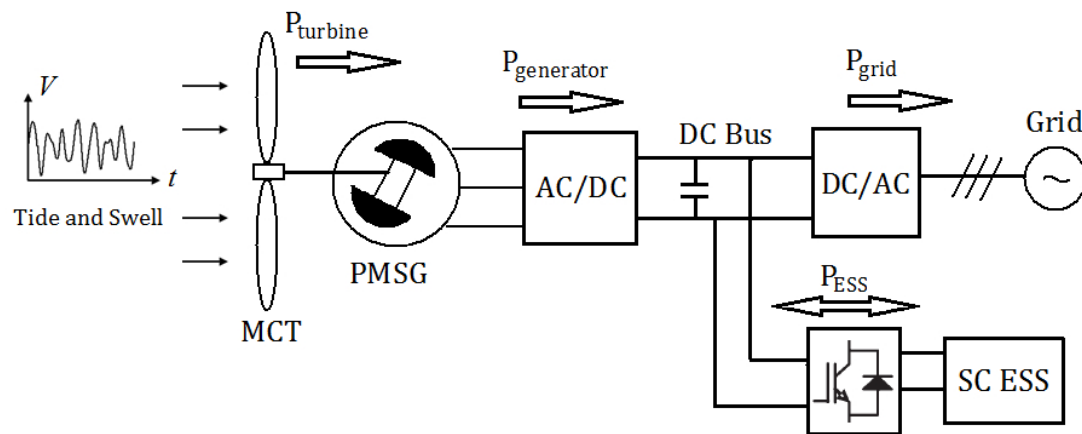 P_turbine
P_generator
P_grid
V
t
Tide and Swell
MCT
PMSG
AC/DC
DC Bus
DC/AC
Grid
~
P_ESS
SC ESS